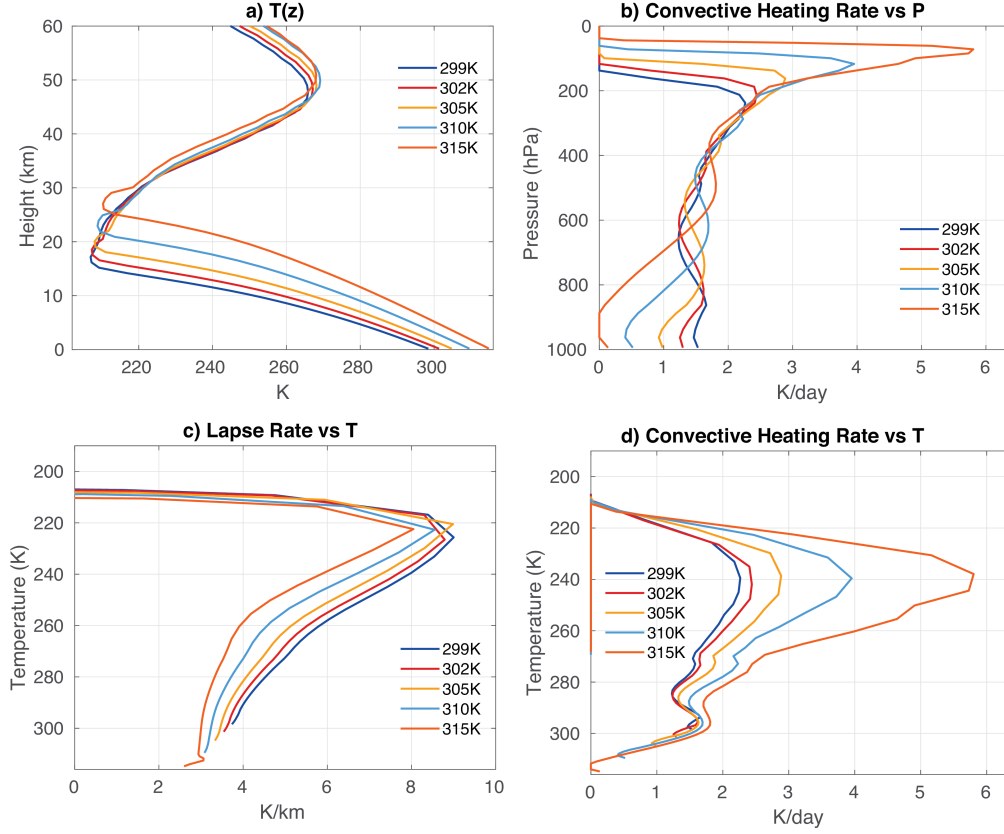 a) T(z)
60
50
40
30
20
10
0
Height (km)
220
240
260
280
300
K
299K
302K
305K
310K
315K
b) Convective Heating Rate vs P
0
200
400
600
800
1000
Pressure (hPa)
0
1
2
3
4
5
6
K/day
299K
302K
305K
310K
315K
c) Lapse Rate vs T
200
220
240
260
280
300
Temperature (K)
0
2
4
6
8
10
K/km
299K
302K
305K
310K
315K
d) Convective Heating Rate vs T
200
220
240
260
280
300
Temperature (K)
0
1
2
3
4
5
6
K/day
299K
302K
305K
310K
315K